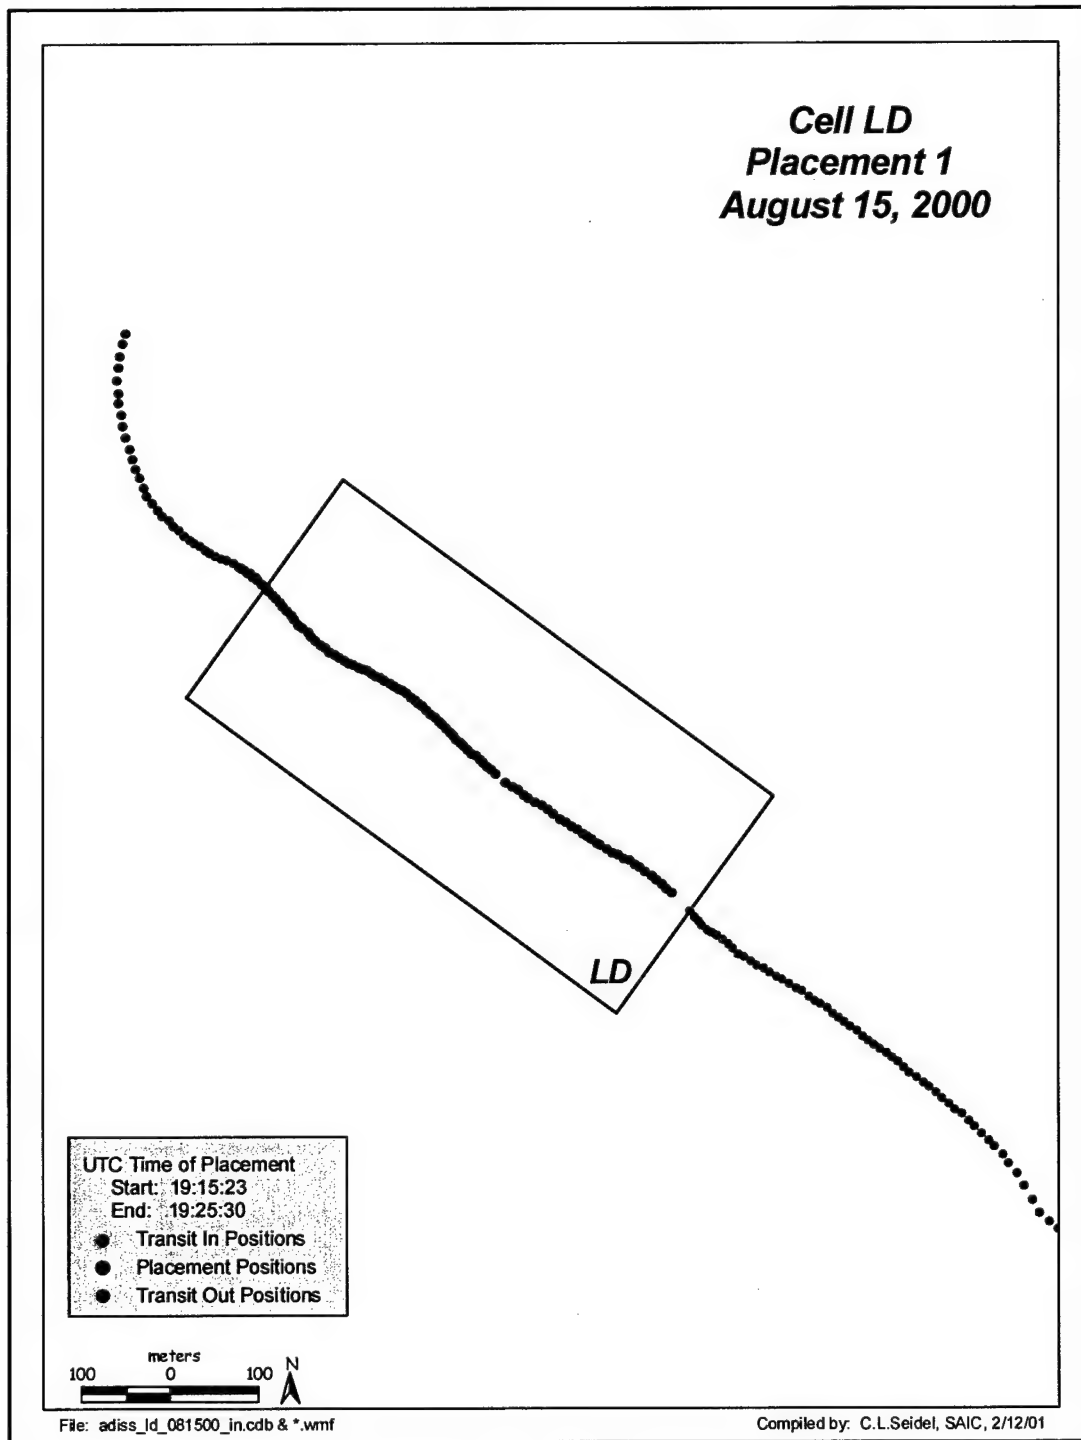 Cell LD
Placement 1
August 15, 2000
LD
UTC Time of Placement
Start: 19:15:23
End: 19:25:30
Transit In Positions
Placement Positions
Transit Out Positions
meters
100 0 100 N
File: adiss_ld_081500_in.cdb & *.wmf
Compiled by: C.L.Seidel, SAIC, 2/12/01